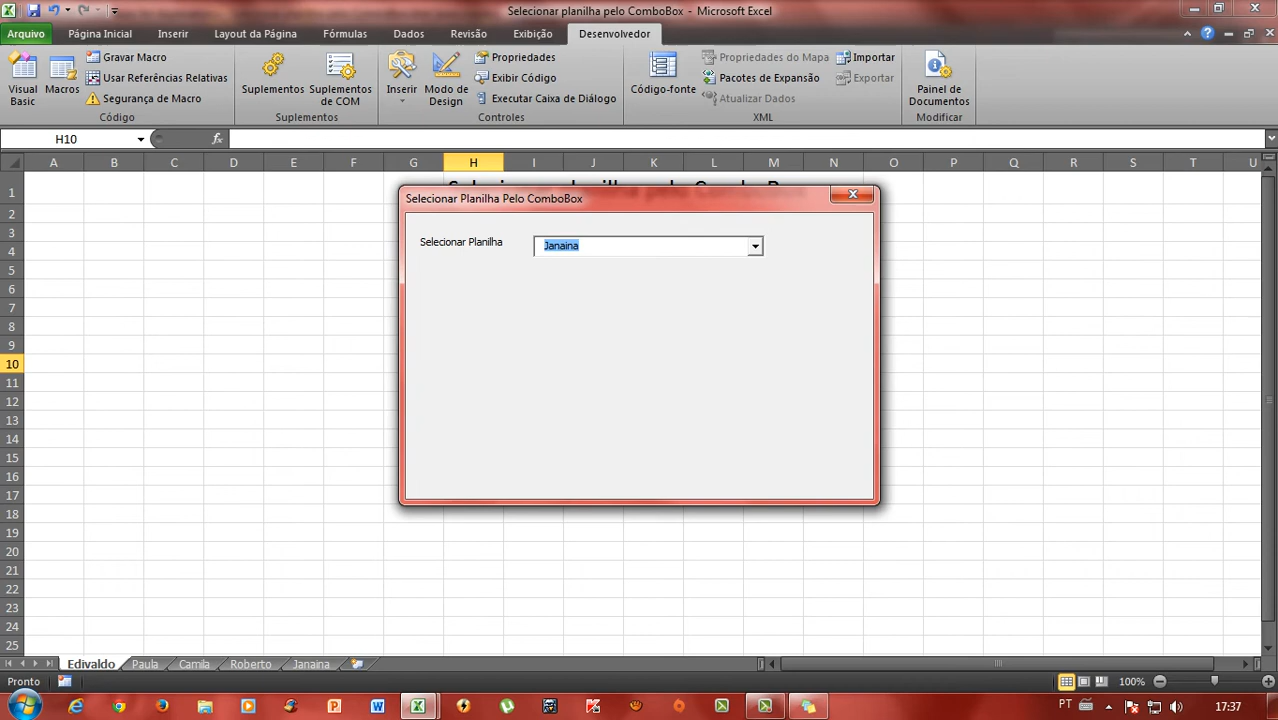 Selecionar planilha pelo ComboBox - Microsoft Excel
Arquivo Página Inicial Inserir Layout da Página Fórmulas Dados Revisão Exibição Desenvolvedor
Visual Basic
Macros
Gravar Macro
Usar Referências Relativas
Segurança de Macro
Código
Suplementos
Suplementos de COM
Suplementos
Inserir
Modo de Design
Propriedades
Exibir Código
Executar Caixa de Diálogo
Controles
Código-fonte
Propriedades do Mapa
Pacotes de Expansão
Atualizar Dados
Importar
Exportar
XML
Painel de Documentos
Modificar
H10 fx
A B C D E F G H I J K L M N O P Q R S T U
1
2
3
4
5
6
7
8
9
10
11
12
13
14
15
16
17
18
19
20
21
22
23
24
25
Selecionar Planilha Pelo ComboBox
Selecionar Planilha Janaina
Edivaldo Paula Camila Roberto Janaina
Pronto 100%
PT 17:37